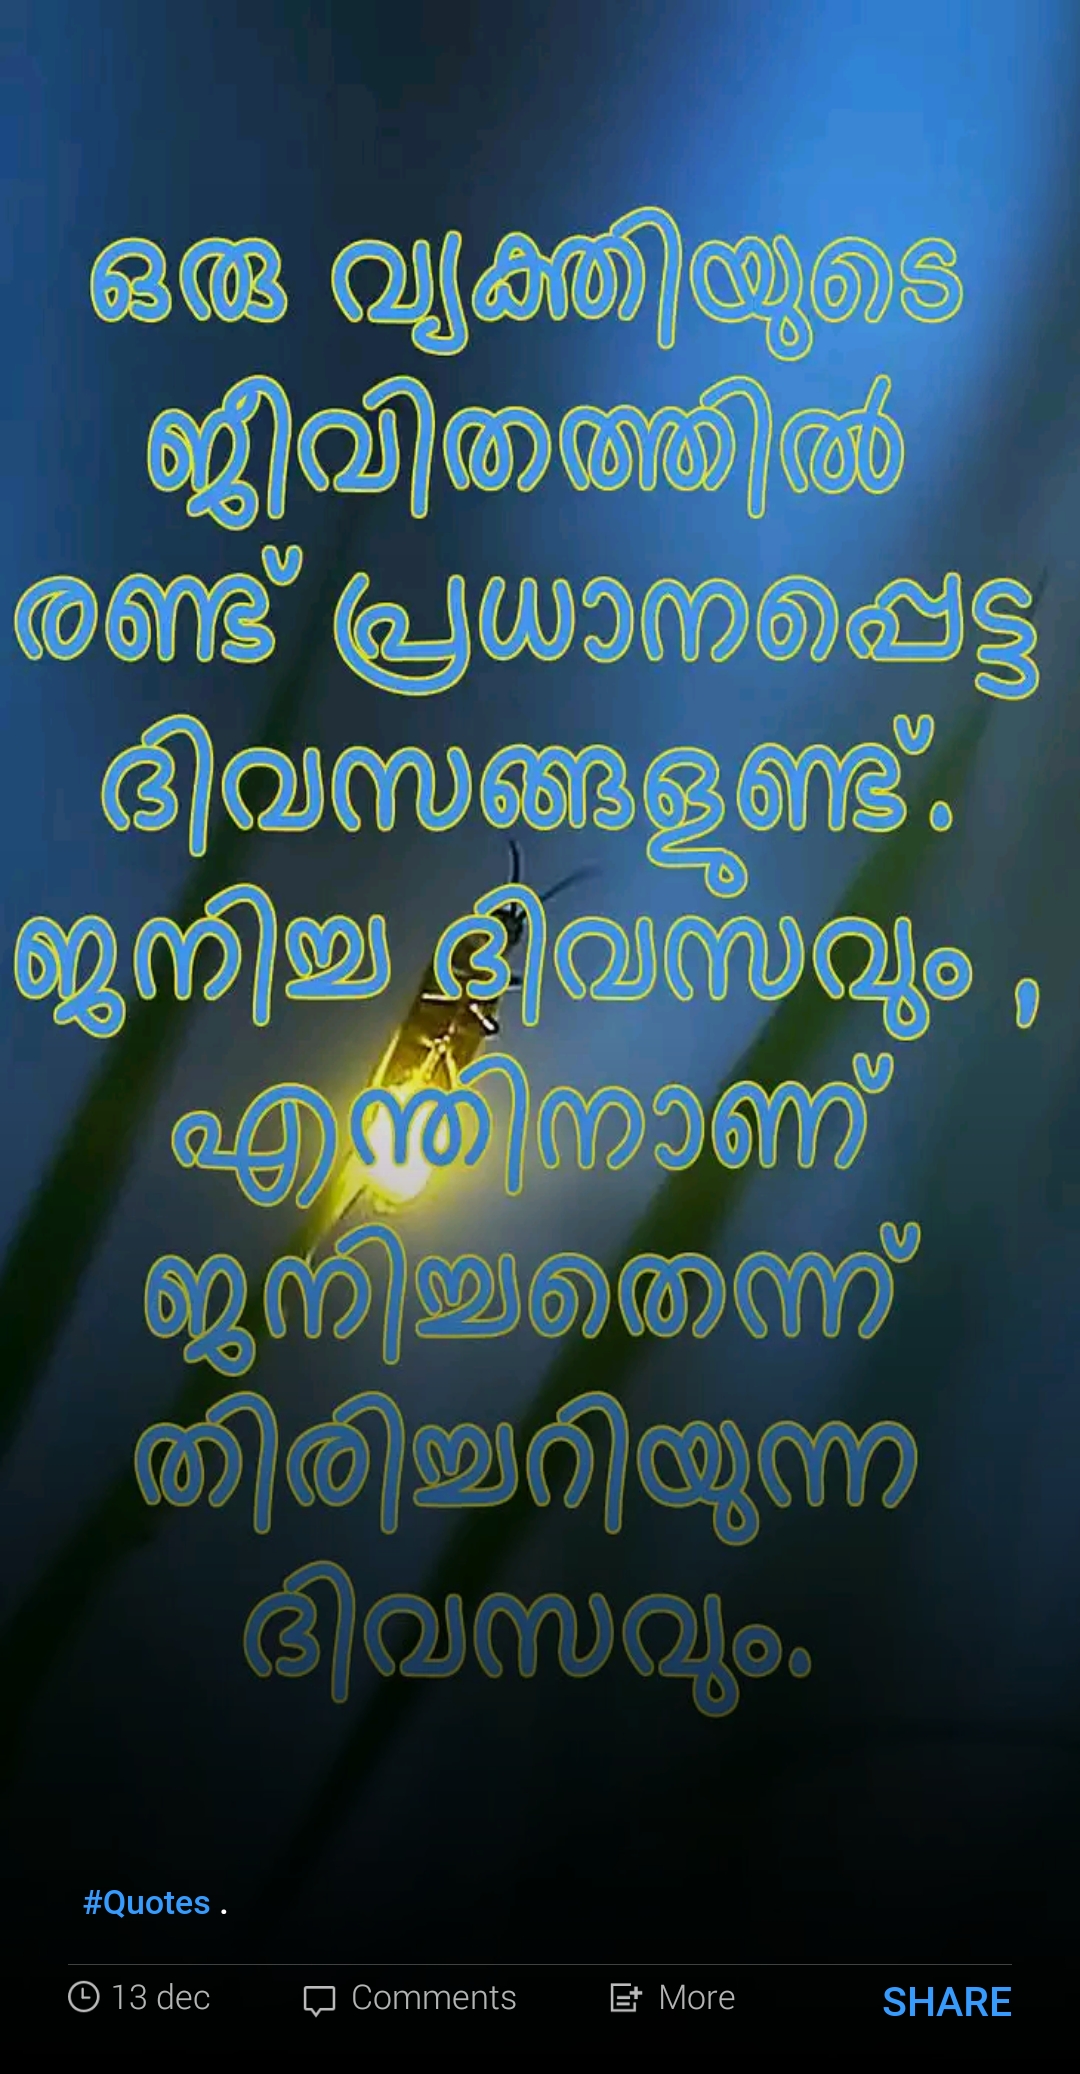 ഒരു വ്യക്തിയുടെ
ജീവിതത്തിൽ
രണ്ട് പ്രധാനപ്പെട്ട
ദിവസങ്ങളുണ്ട്.
ജനിച്ച ദിവസവും ,
എന്തിനാണ്
ജനിച്ചതെന്ന്
തിരിച്ചറിയുന്ന
ദിവസവും.
#Quotes .
13 dec Comments More SHARE